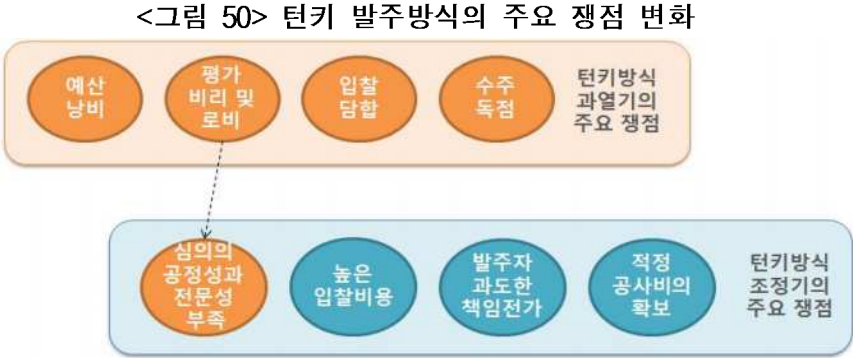 <그림 50> 턴키 발주방식의 주요 쟁점 변화
예산
낭비
평가
비리 및
로비
입찰
담합
수주
독점
턴키방식
과열기의
주요 쟁점
심의의
공정성과
전문성
부족
높은
입찰비용
발주자
과도한
책임전가
적정
공사비의
확보
턴키방식
조정기의
주요 쟁점